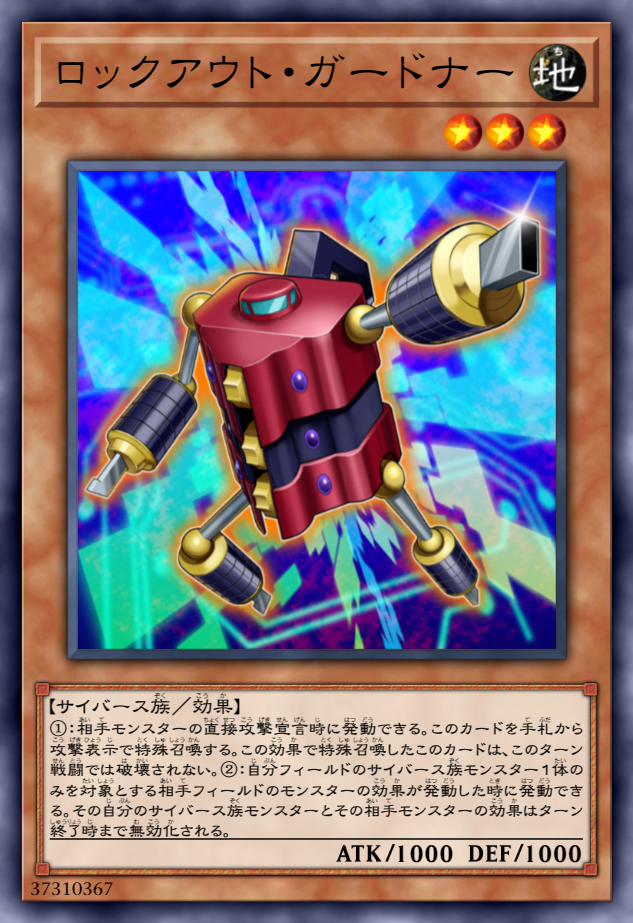 ロックアウト・ガードナー
地
【サイバース族／効果】
①：相手モンスターの直接攻撃宣言時に発動できる。このカードを手札から
攻撃表示で特殊召喚する。この効果で特殊召喚したこのカードは、このターン
戦闘では破壊されない。②：自分フィールドのサイバース族モンスター１体の
みを対象とする相手フィールドのモンスターの効果が発動した時に発動でき
る。その自分のサイバース族モンスターとその相手モンスターの効果はターン
終了時まで無効化される。
ATK/1000 DEF/1000
37310367